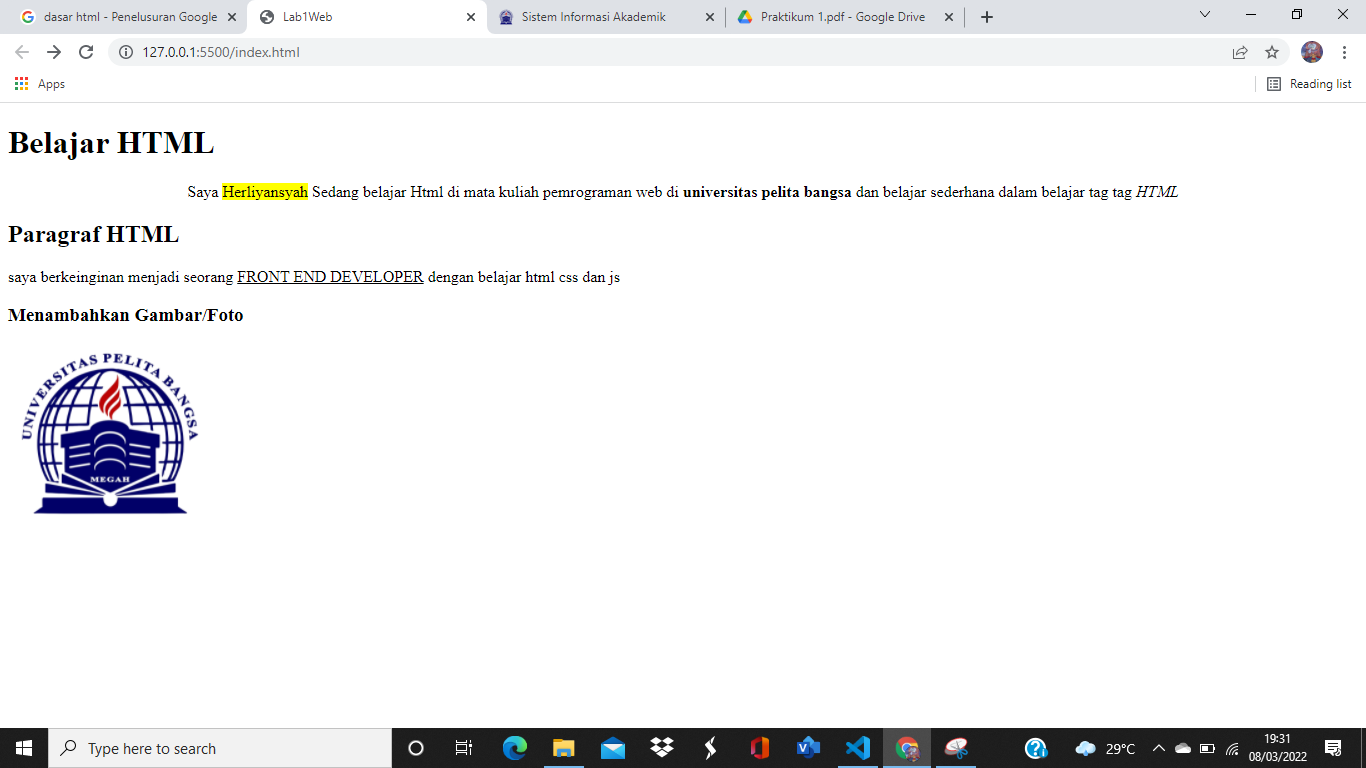 dasar html - Penelusuran Google
Lab1Web
Sistem Informasi Akademik
Praktikum 1.pdf - Google Drive
127.0.0.1:5500/index.html
Apps
Reading list
Belajar HTML
Saya Herliyansyah Sedang belajar Html di mata kuliah pemrograman web di universitas pelita bangsa dan belajar sederhana dalam belajar tag tag HTML
Paragraf HTML
saya berkeinginan menjadi seorang FRONT END DEVELOPER dengan belajar html css dan js
Menambahkan Gambar/Foto
UNIVERSITAS PELITA BANGSA
MEGAH
Type here to search
29°C
19:31
08/03/2022